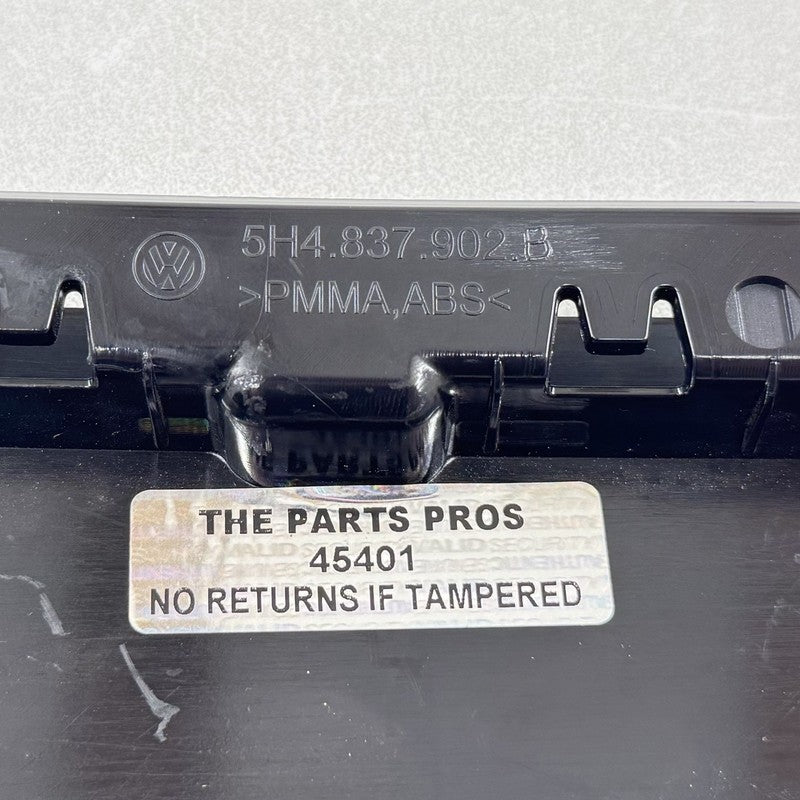 5H4.837.902.B
>PMMA,ABS<
THE PARTS PROS
45401
NO RETURNS IF TAMPERED